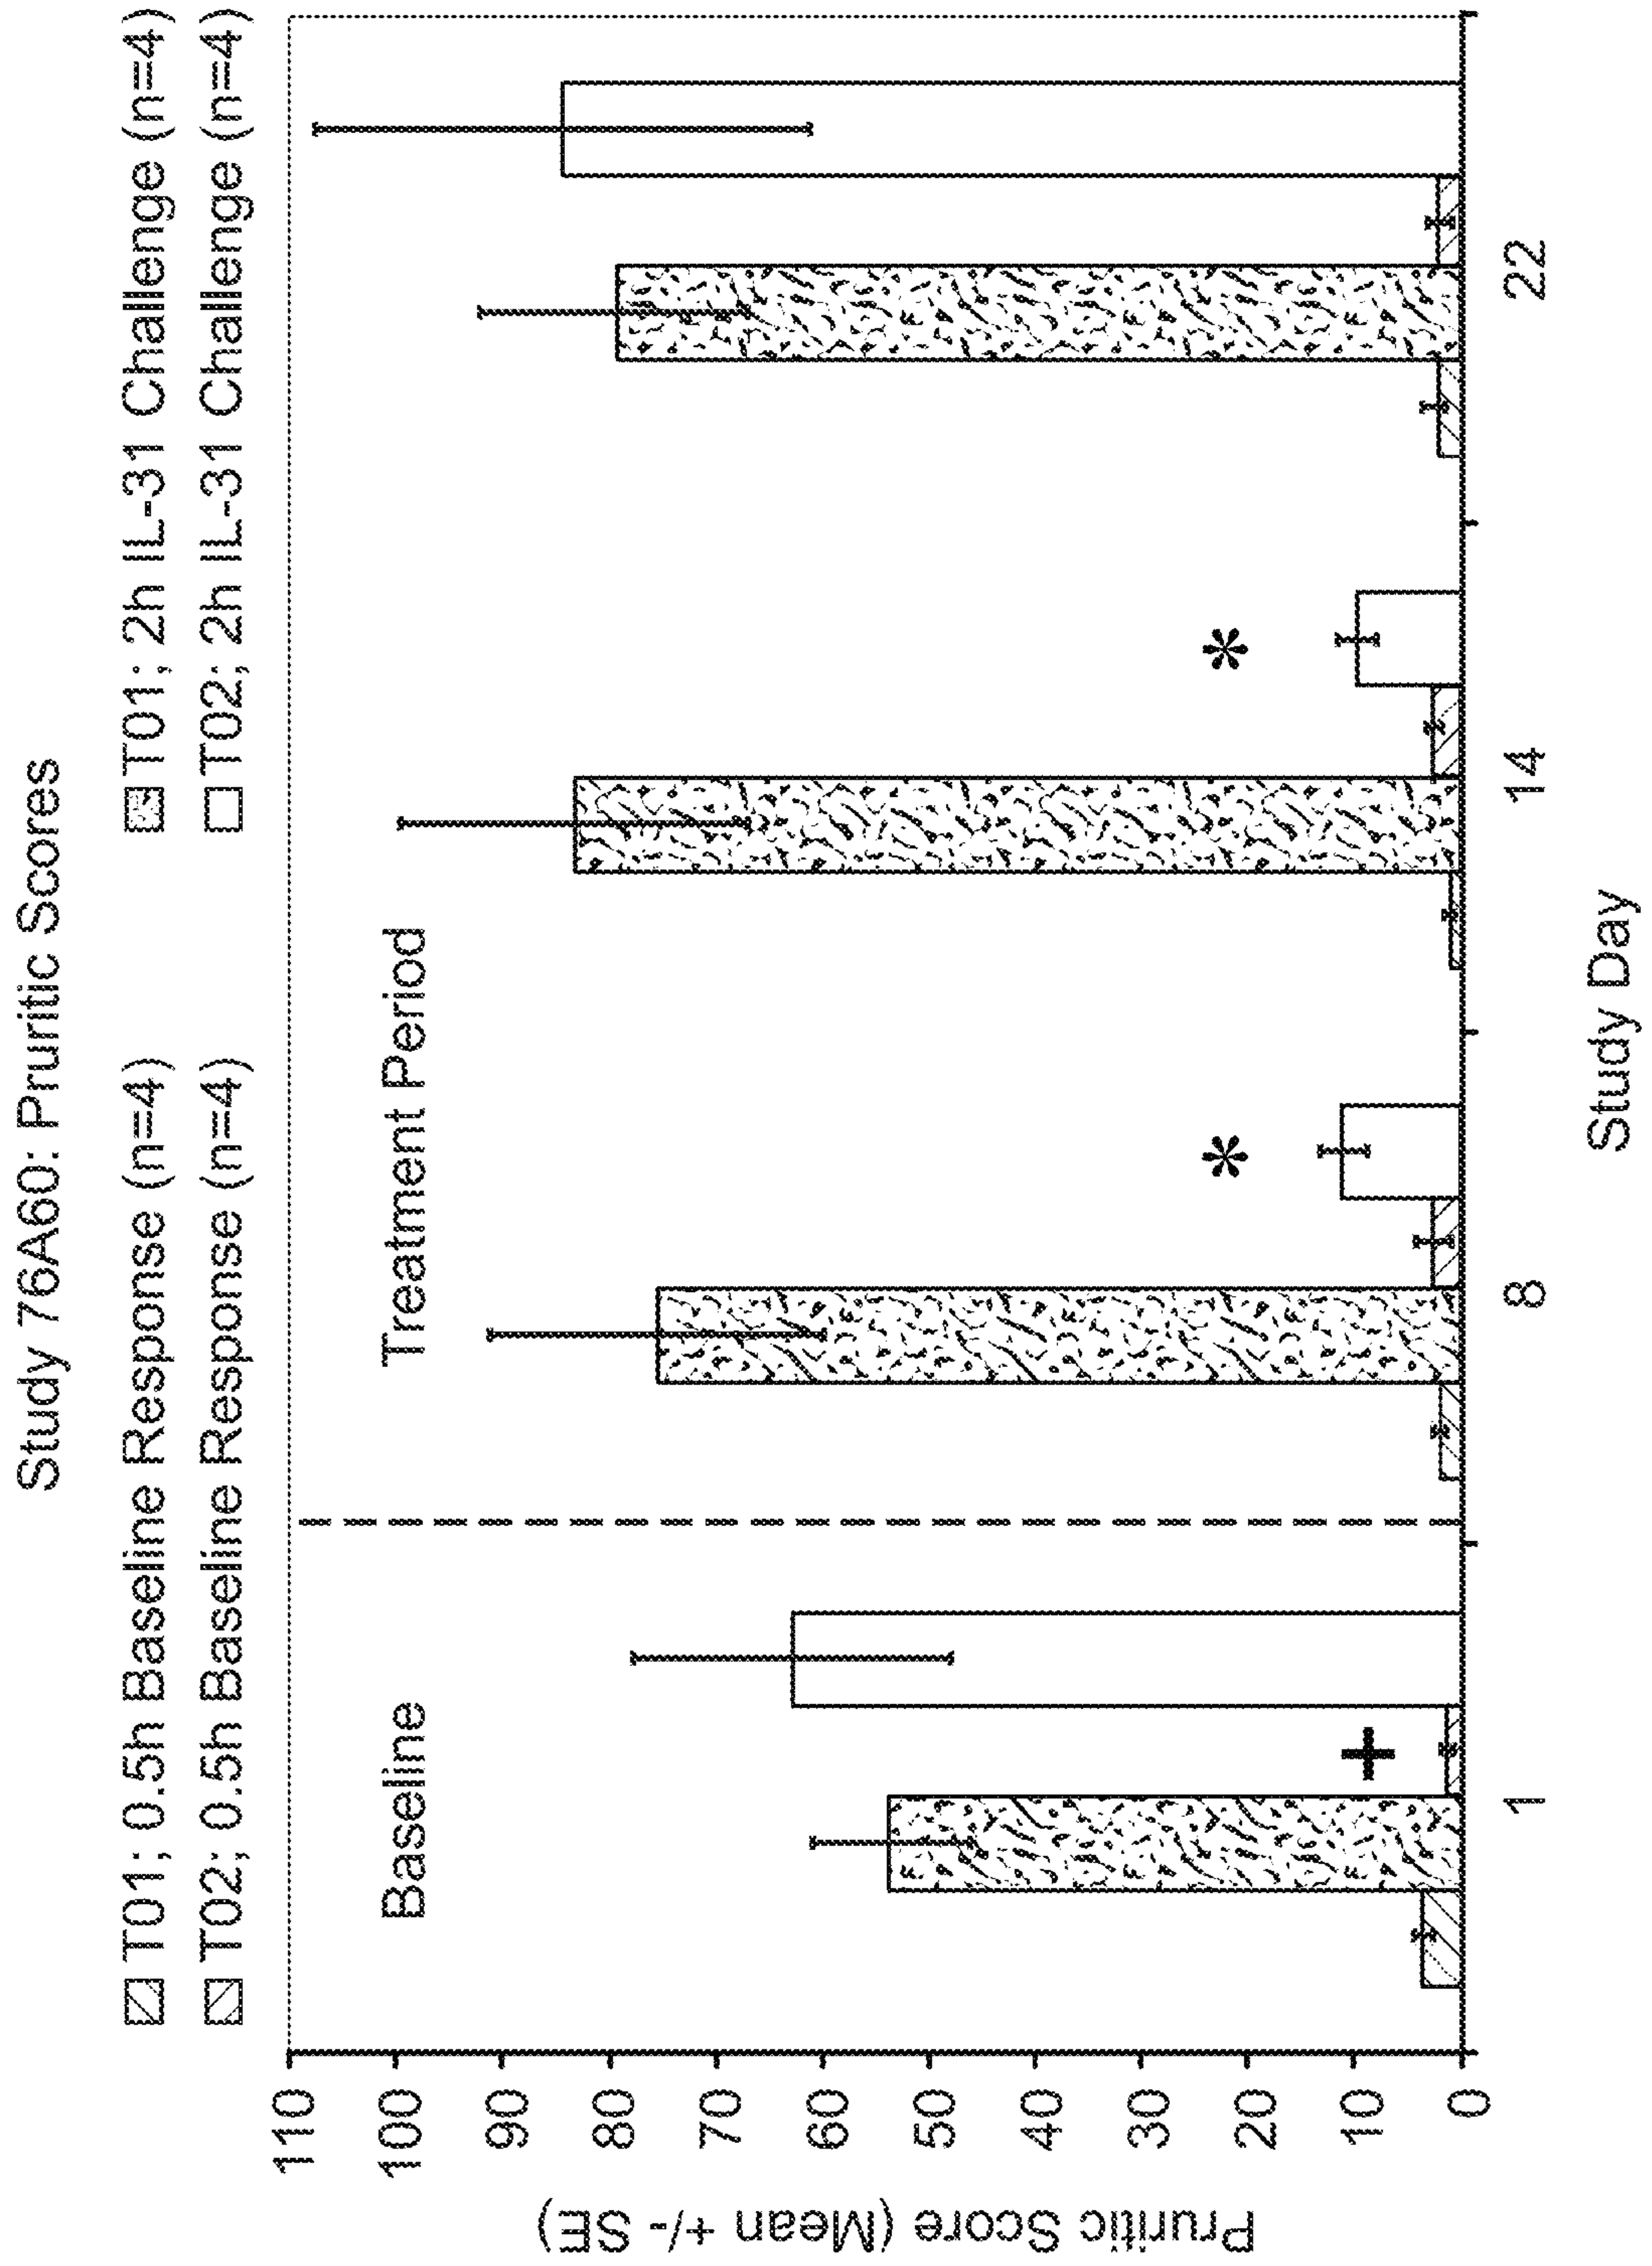 Study 76A60: Pruritic Scores
T01; 0.5h Baseline Response (n=4)
T01; 2h IL-31 Challenge (n=4)
T02; 0.5h Baseline Response (n=4)
T02; 2h IL-31 Challenge (n=4)
Pruritic Score (Mean +/- SE)
110
100
90
80
70
60
50
40
30
20
10
0
Baseline
Treatment Period
+
*
*
1
8
14
22
Study Day